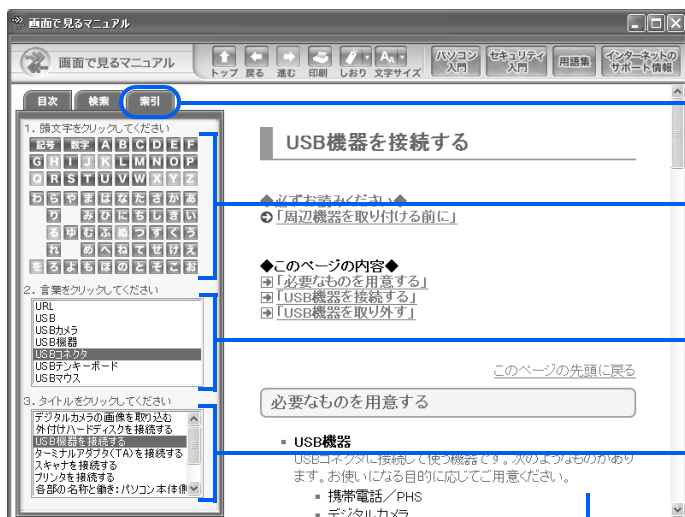 画面で見るマニュアル
画面で見るマニュアル
トップ 戻る 進む 印刷 しおり 文字サイズ
パソコン入門
セキュリティ入門
用語集
インターネットのサポート情報
目次 検索 索引
1. 頭文字をクリックしてください
記号 数字 A B C D E F
G H I J K L M N O P
Q R S T U V W X Y Z
わ ら や ま は な た さ か あ
り み ひ に ち し き い
る ゆ む ふ ぬ つ す く う
れ め へ ね て せ け え
を ろ よ も ほ の と そ こ お
2. 言葉をクリックしてください
URL
USB
USBカメラ
USB機器
USBコネクタ
USBテンキーボード
USBマウス
3. タイトルをクリックしてください
デジタルカメラの画像を取り込む
外付けハードディスクを接続する
USB機器を接続する
ターミナルアダプタ(TA)を接続する
スキャナを接続する
プリンタを接続する
各部の名称と働き:パソコン本体側
USB機器を接続する
◆必ずお読みください◆
「周辺機器を取り付ける前に」
◆このページの内容◆
「必要なものを用意する」
「USB機器を接続する」
「USB機器を取り外す」
このページの先頭に戻る
必要なものを用意する
USB機器
USBコネクタに接続して使う機器です。次のようなものがあり
ます。お使いになる目的に応じてご用意ください。
携帯電話／PHS
デジタルカメラ